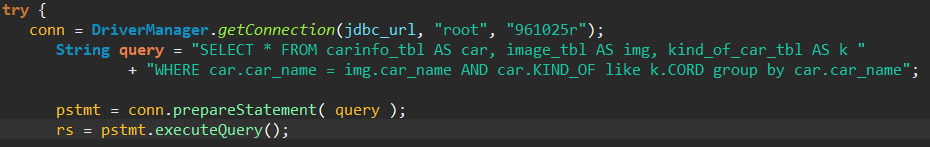 try {
conn = DriverManager.getConnection(jdbc_url, "root", "961025r");
String query = "SELECT * FROM carinfo_tbl AS car, image_tbl AS img, kind_of_car_tbl AS k "
+ "WHERE car.car_name = img.car_name AND car.KIND_OF like k.CORD group by car.car_name";
pstmt = conn.prepareStatement( query );
rs = pstmt.executeQuery();